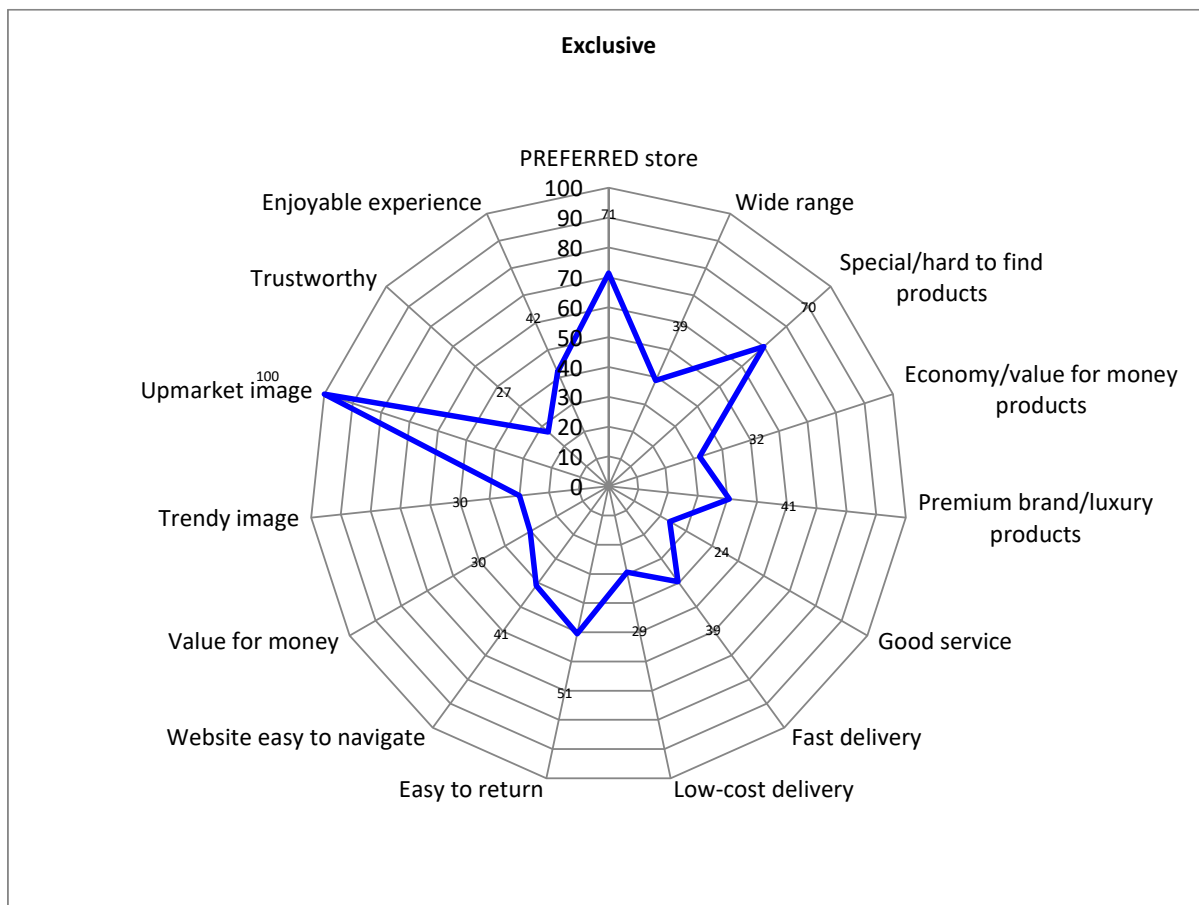 Exclusive
PREFERRED store
Enjoyable experience
Wide range
Trustworthy
Special/hard to find
products
Upmarket image
Economy/value for money
products
Trendy image
Premium brand/luxury
products
Value for money
Good service
Website easy to navigate
Fast delivery
Easy to return
Low-cost delivery
100
90
80
70
60
50
40
30
20
10
0
71
39
70
32
41
24
39
29
51
41
30
30
100
27
42